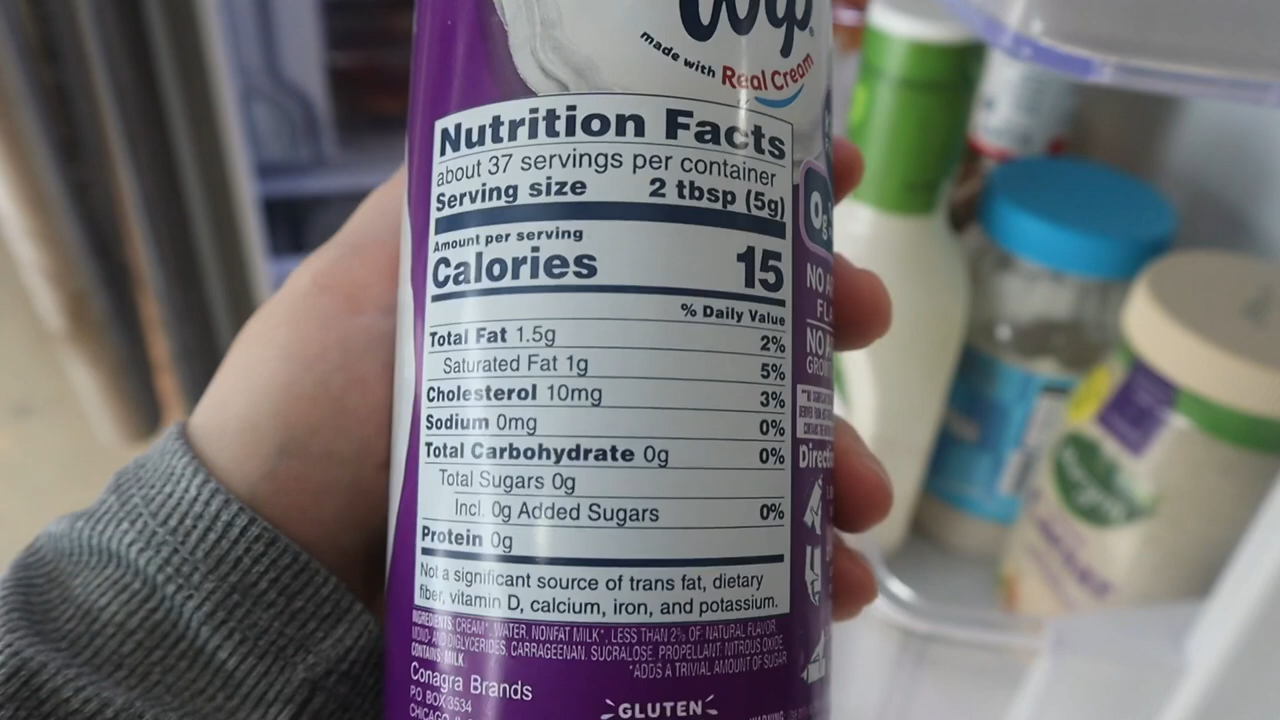 made with Real Cream
Nutrition Facts
about 37 servings per container
Serving size 2 tbsp (5g)
Amount per serving
Calories 15
% Daily Value
Total Fat 1.5g 2%
Saturated Fat 1g 5%
Cholesterol 10mg 3%
Sodium 0mg 0%
Total Carbohydrate 0g 0%
Total Sugars 0g
Incl. 0g Added Sugars 0%
Protein 0g
Not a significant source of trans fat, dietary
fiber, vitamin D, calcium, iron, and potassium.
INGREDIENTS: CREAM*, WATER, NONFAT MILK*, LESS THAN 2% OF: NATURAL FLAVOR,
MONO- AND DIGLYCERIDES, CARRAGEENAN, SUCRALOSE. PROPELLANT: NITROUS OXIDE.
CONTAINS: MILK
*ADDS A TRIVIAL AMOUNT OF SUGAR
Conagra Brands
P.O. BOX 3534
CHICAGO,
GLUTEN
0g
NO
NO